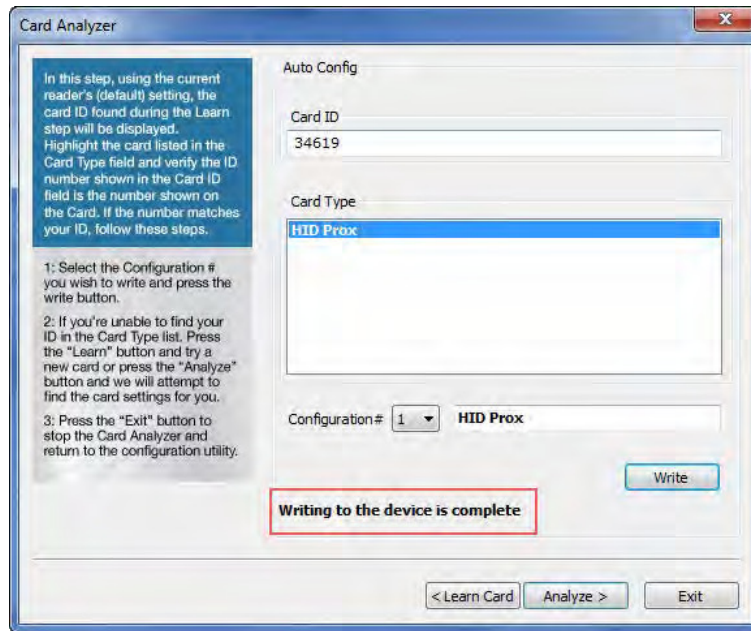 Card Analyzer
In this step, using the current
reader's (default) setting, the
card ID found during the Learn
step will be displayed.
Highlight the card listed in the
Card Type field and verify the ID
number shown in the Card ID
field is the number shown on
the Card. If the number matches
your ID, follow these steps.
1: Select the Configuration #
you wish to write and press the
write button.
2: If you're unable to find your
ID in the Card Type list. Press
the "Learn" button and try a
new card or press the "Analyze"
button and we will attempt to
find the card settings for you.
3: Press the "Exit" button to
stop the Card Analyzer and
return to the configuration utility.
Auto Config
Card ID
34619
Card Type
HID Prox
Configuration# 1 HID Prox
Write
Writing to the device is complete
< Learn Card Analyze > Exit